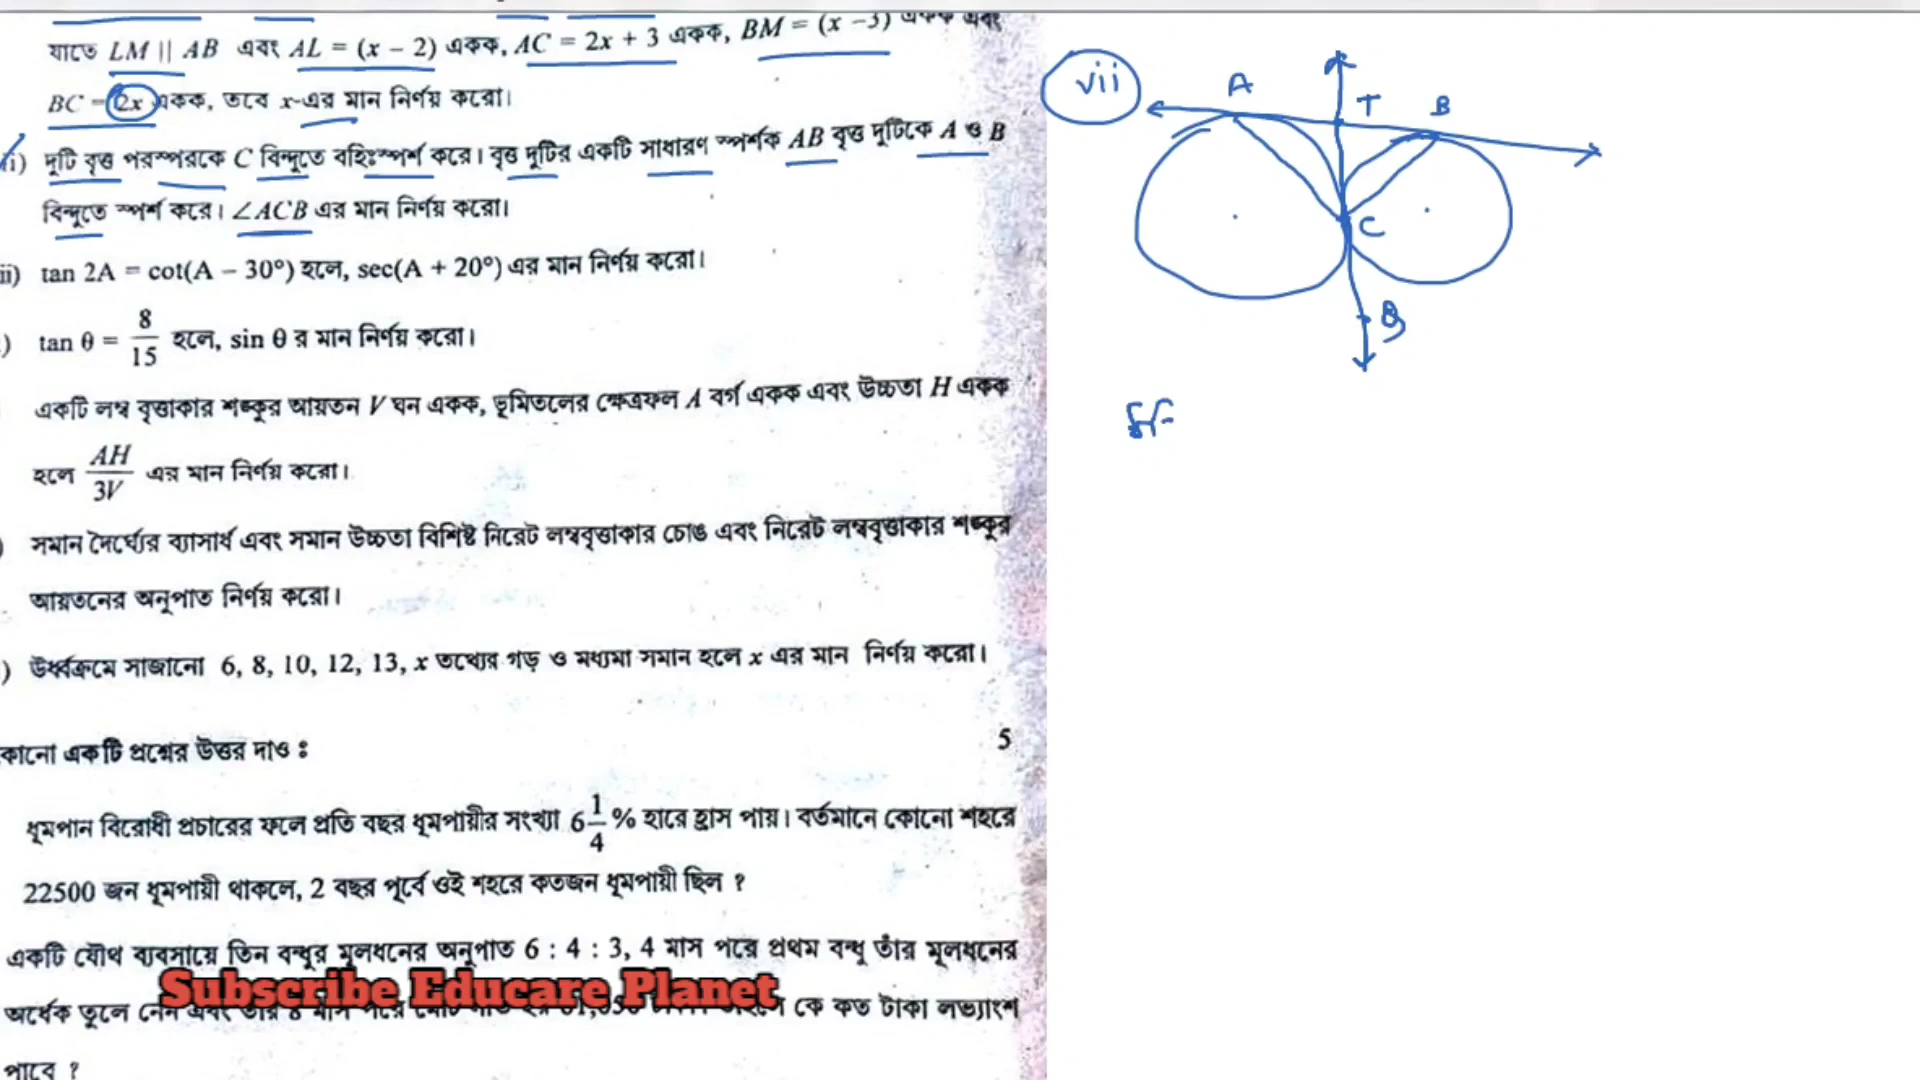 যাতে LM || AB এবং AL = (x – 2) একক, AC = 2x + 3 একক, BM = (x – 3) একক এবং
BC = 2x একক, তবে x-এর মান নির্ণয় করো।
ii) দুটি বৃত্ত পরস্পরকে C বিন্দুতে বহিঃস্পর্শ করে। বৃত্ত দুটির একটি সাধারণ স্পর্শক AB বৃত্ত দুটিকে A ও B
বিন্দুতে স্পর্শ করে। ∠ACB এর মান নির্ণয় করো।
ii) tan 2A = cot(A – 30°) হলে, sec(A + 20°) এর মান নির্ণয় করো।
) tan θ = 8/15 হলে, sin θ র মান নির্ণয় করো।
একটি লম্ব বৃত্তাকার শঙ্কুর আয়তন V ঘন একক, ভূমিতলের ক্ষেত্রফল A বর্গ একক এবং উচ্চতা H একক
হলে AH/3V এর মান নির্ণয় করো।
) সমান দৈর্ঘ্যের ব্যাসার্ধ এবং সমান উচ্চতা বিশিষ্ট নিরেট লম্ববৃত্তাকার চোঙ এবং নিরেট লম্ববৃত্তাকার শঙ্কুর
আয়তনের অনুপাত নির্ণয় করো।
) উর্ধ্বক্রমে সাজানো 6, 8, 10, 12, 13, x তথ্যের গড় ও মধ্যমা সমান হলে x এর মান নির্ণয় করো।
কোনো একটি প্রশ্নের উত্তর দাও ঃ 5
ধূমপান বিরোধী প্রচারের ফলে প্রতি বছর ধূমপায়ীর সংখ্যা 6 1/4 % হারে হ্রাস পায়। বর্তমানে কোনো শহরে
22500 জন ধূমপায়ী থাকলে, 2 বছর পূর্বে ওই শহরে কতজন ধূমপায়ী ছিল ?
একটি যৌথ ব্যবসায়ে তিন বন্ধুর মূলধনের অনুপাত 6 : 4 : 3, 4 মাস পরে প্রথম বন্ধু তাঁর মূলধনের
অর্ধেক তুলে নেন এবং কে কত টাকা লভ্যাংশ
পাবে ?
Subscribe Educare Planet
vii
A
T
B
C